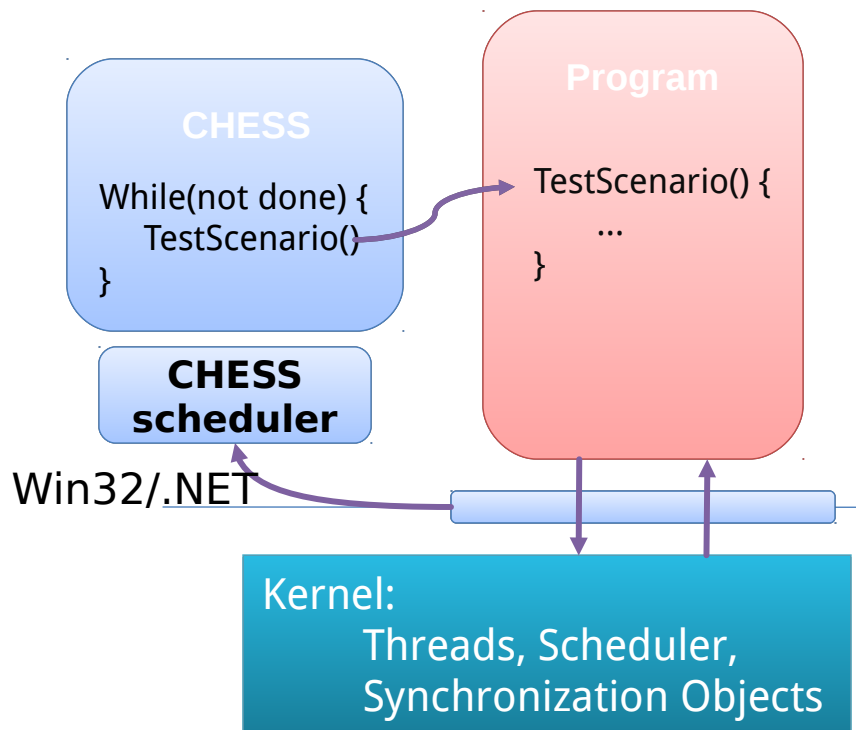 CHESS
While(not done) {
TestScenario()
}
Program
TestScenario() {
...
}
CHESS
scheduler
Win32/.NET
Kernel:
Threads, Scheduler,
Synchronization Objects